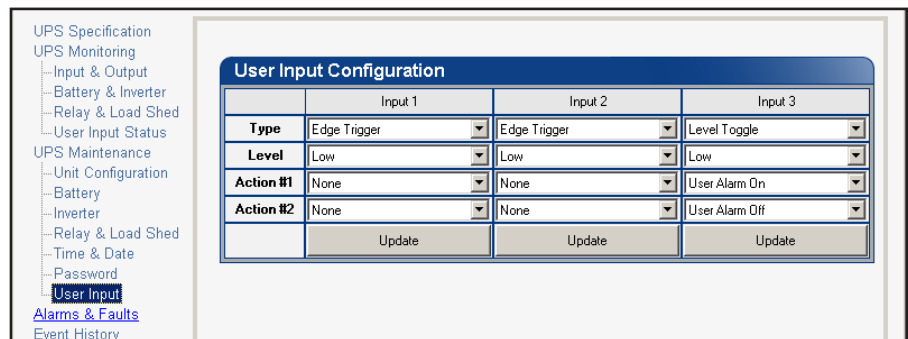 UPS Specification
UPS Monitoring
Input & Output
Battery & Inverter
Relay & Load Shed
User Input Status
UPS Maintenance
Unit Configuration
Battery
Inverter
Relay & Load Shed
Time & Date
Password
User Input
Alarms & Faults
Event History
User Input Configuration
Input 1 Input 2 Input 3
Type Edge Trigger Edge Trigger Level Toggle
Level Low Low Low
Action #1 None None User Alarm On
Action #2 None None User Alarm Off
Update Update Update